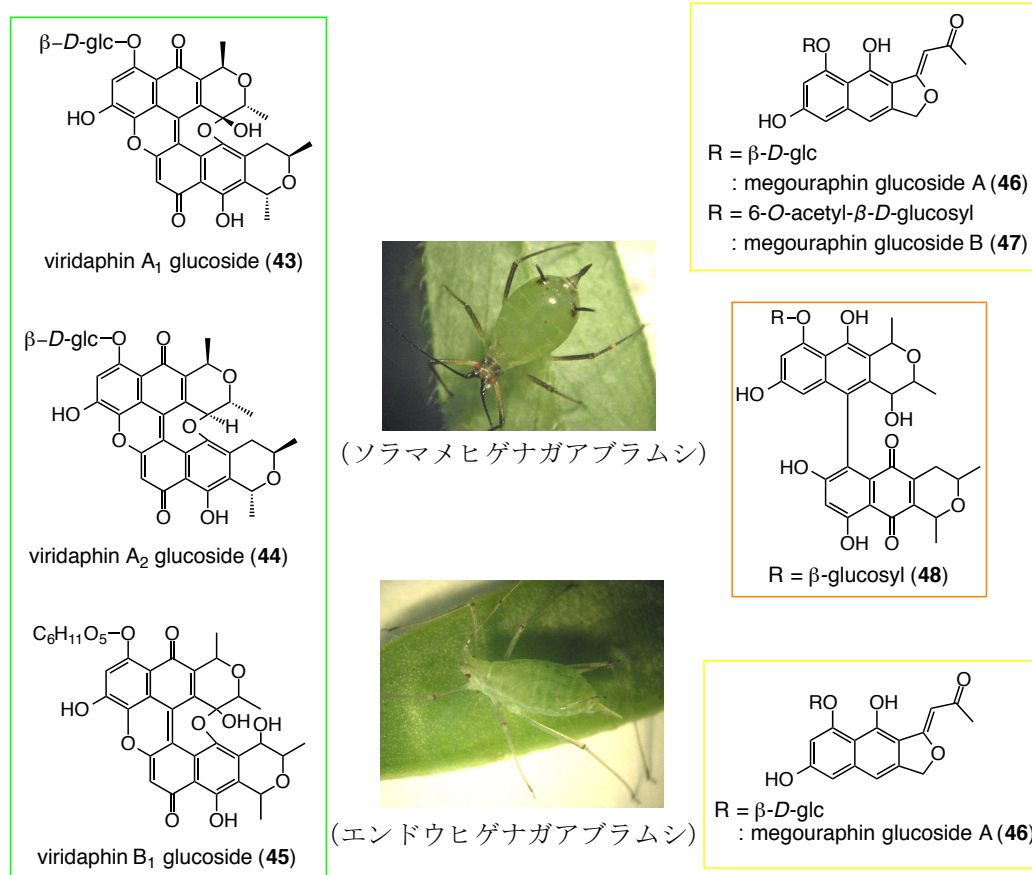 β-D-glc
O
O
O
OH
O
HO
O
O
O
OH
viridaphin A1 glucoside (43)
β-D-glc
O
O
O
H
O
HO
O
O
O
OH
viridaphin A2 glucoside (44)
C6H11O5
O
O
O
OH
OH
O
HO
O
O
O
OH
viridaphin B1 glucoside (45)
(ソラマメヒゲナガアブラムシ)
(エンドウヒゲナガアブラムシ)
O
RO
OH
O
HO
R = β-D-glc
: megouraphin glucoside A (46)
R = 6-O-acetyl-β-D-glucosyl
: megouraphin glucoside B (47)
R-O
OH
O
HO
OH
HO
O
O
OH
O
R = β-glucosyl (48)
O
RO
OH
O
HO
R = β-D-glc
: megouraphin glucoside A (46)